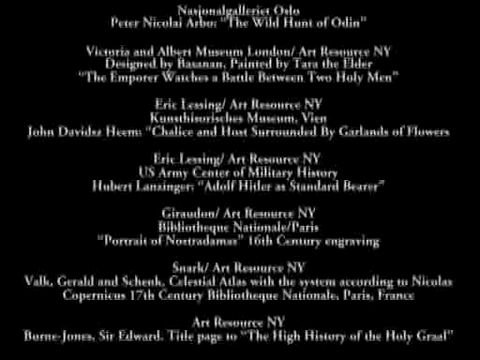 Nasjonalgalleriet Oslo
Peter Nicolai Arbo: "The Wild Hunt of Odin"
Victoria and Albert Museum London/ Art Resource NY
Designed by Basanan, Painted by Tara the Elder
"The Emporer Watches a Battle Between Two Holy Men"
Eric Lessing/ Art Resource NY
Kunsthisorisches Museum, Vien
John Davidsz Heem: "Chalice and Host Surrounded By Garlands of Flowers
Eric Lessing/ Art Resource NY
US Army Center of Military History
Hubert Lanzinger: "Adolf Hitler as Standard Bearer"
Giraudon/ Art Resource NY
Bibliotheque Nationale/Paris
"Portrait of Nostradamas" 16th Century engraving
Snark/ Art Resource NY
Valk, Gerald and Schenk, Celestial Atlas with the system according to Nicolas
Copernicus 17th Century Bibliotheque Nationale, Paris, France
Art Resource NY
Burne-Jones, Sir Edward. Title page to "The High History of the Holy Graal"